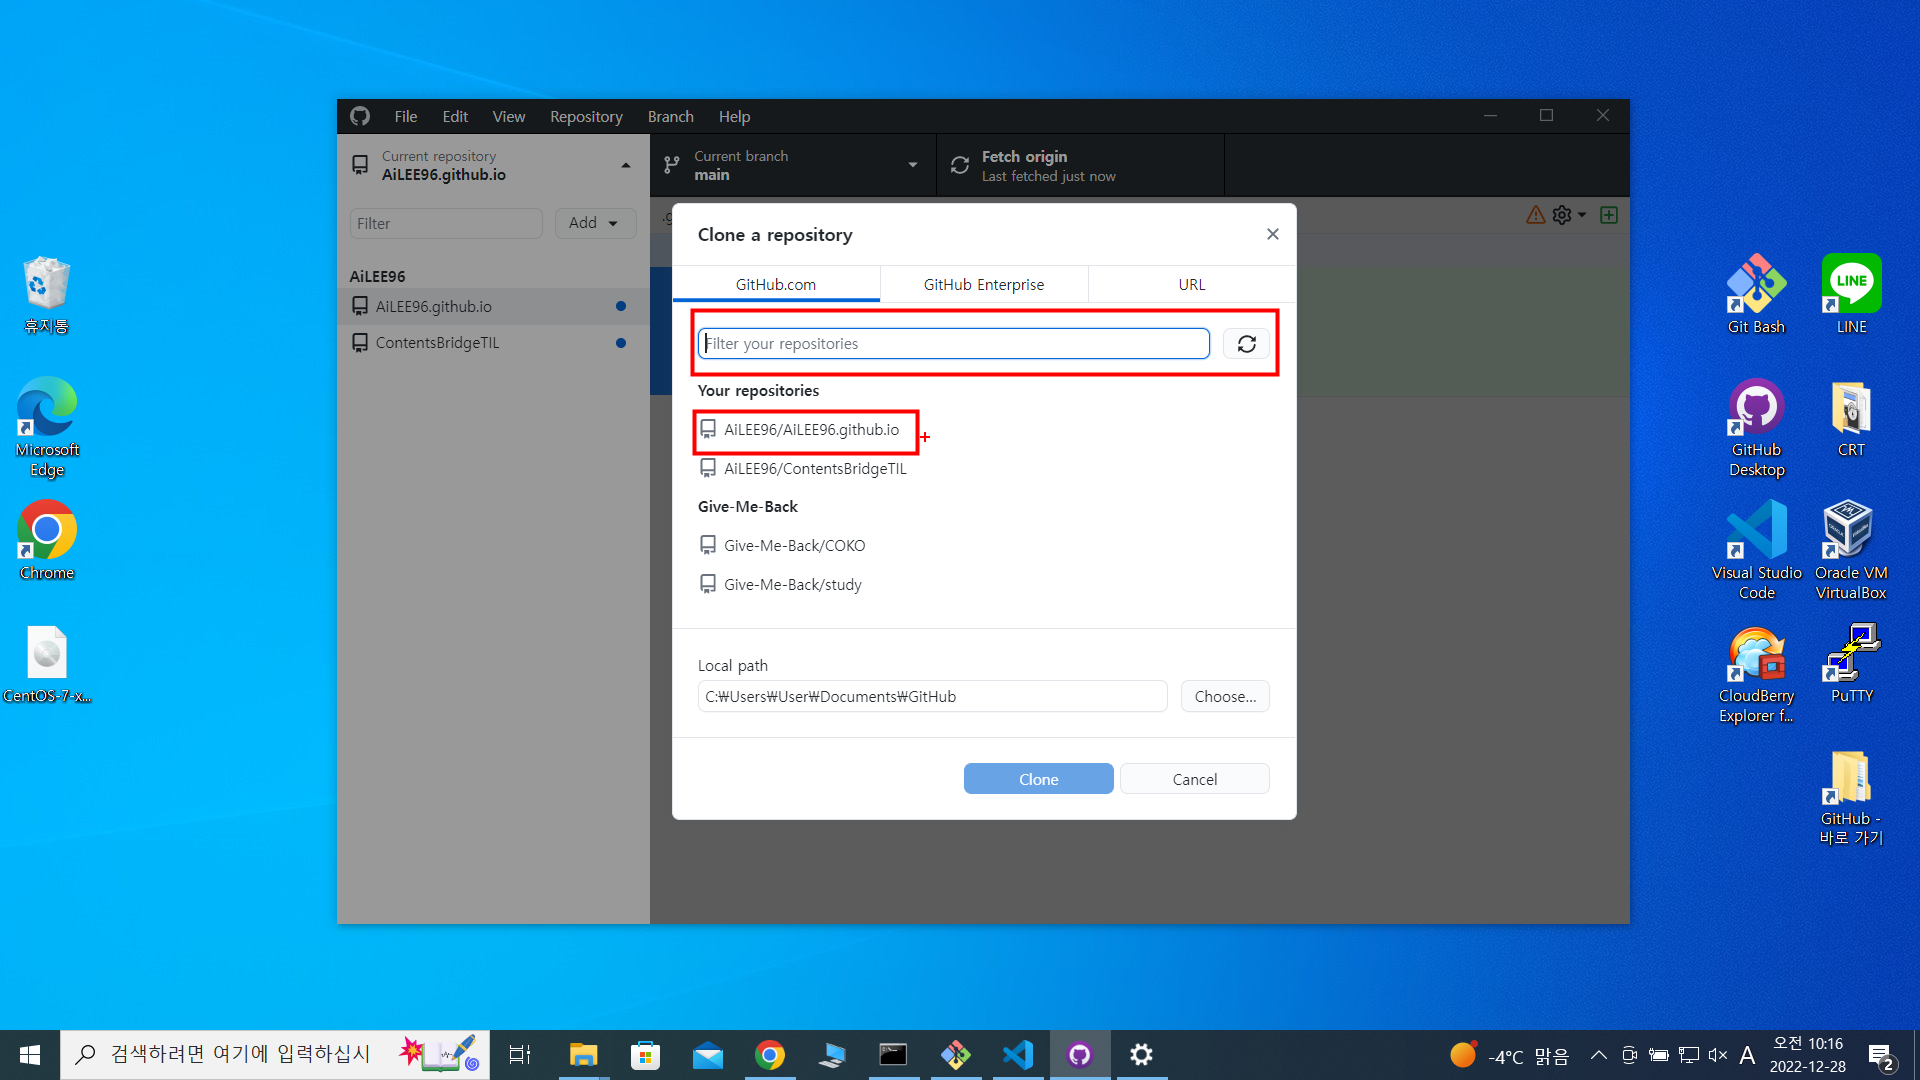 File Edit View Repository Branch Help
Current repository
AiLEE96.github.io
Current branch
main
Fetch origin
Last fetched just now
Filter
Add
.g
AiLEE96
AiLEE96.github.io
ContentsBridgeTIL
Clone a repository
GitHub.com
GitHub Enterprise
URL
Filter your repositories
Your repositories
AiLEE96/AiLEE96.github.io
AiLEE96/ContentsBridgeTIL
Give-Me-Back
Give-Me-Back/COKO
Give-Me-Back/study
Local path
C:₩Users₩User₩Documents₩GitHub
Choose...
Clone
Cancel
휴지통
Microsoft
Edge
Chrome
CentOS-7-x...
Git Bash
LINE
LINE
GitHub
Desktop
CRT
Visual Studio
Code
Oracle VM
VirtualBox
CloudBerry
Explorer f...
PuTTY
GitHub -
바로 가기
검색하려면 여기에 입력하십시
-4°C 맑음
A
오전 10:16
2022-12-28
2